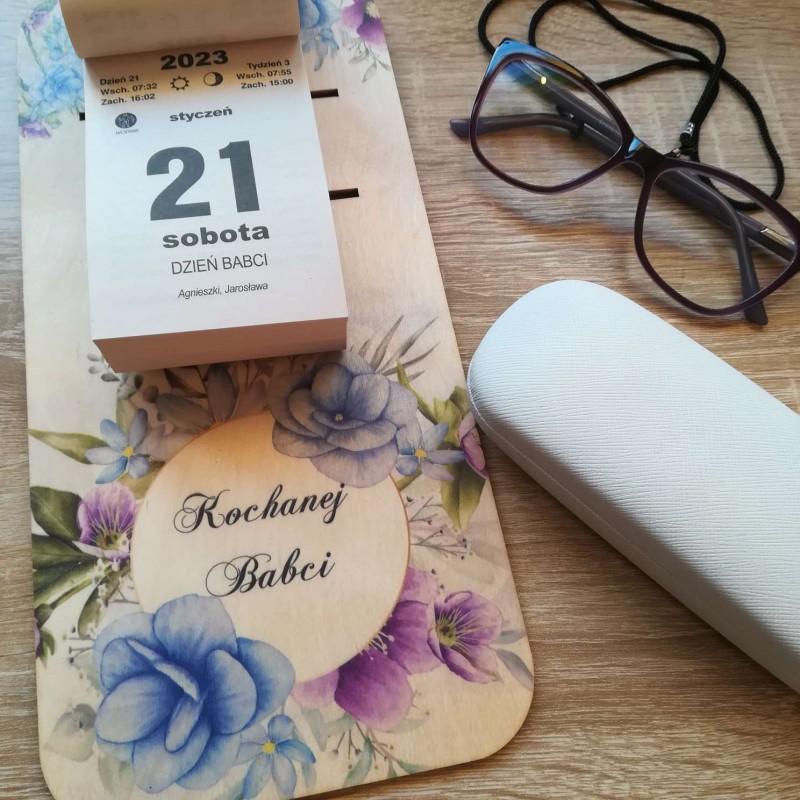 2023
Dzień 21
Wsch. 07:32
Zach. 16:02
Tydzień 3
Wsch. 07:55
Zach. 15:00
styczeń
21
sobota
DZIEŃ BABCI
Agnieszki, Jarosława
Kochanej
Babci